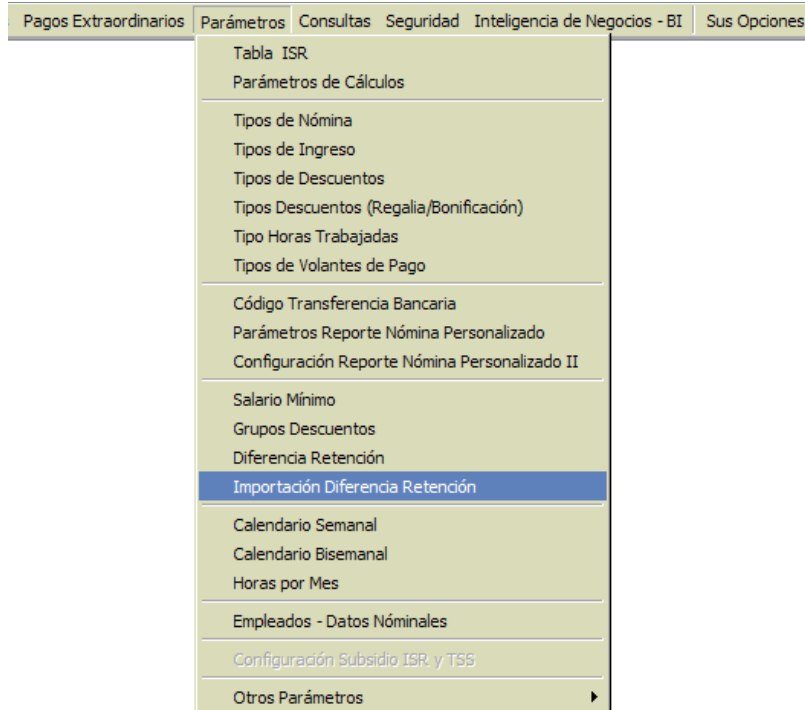 Pagos Extraordinarios Parámetros Consultas Seguridad Inteligencia de Negocios - BI Sus Opciones
Tabla ISR
Parámetros de Cálculos
Tipos de Nómina
Tipos de Ingreso
Tipos de Descuentos
Tipos Descuentos (Regalia/Bonificación)
Tipo Horas Trabajadas
Tipos de Volantes de Pago
Código Transferencia Bancaria
Parámetros Reporte Nómina Personalizado
Configuración Reporte Nómina Personalizado II
Salario Mínimo
Grupos Descuentos
Diferencia Retención
Importación Diferencia Retención
Calendario Semanal
Calendario Bisemanal
Horas por Mes
Empleados - Datos Nóminales
Configuración Subsidio ISR y TSS
Otros Parámetros